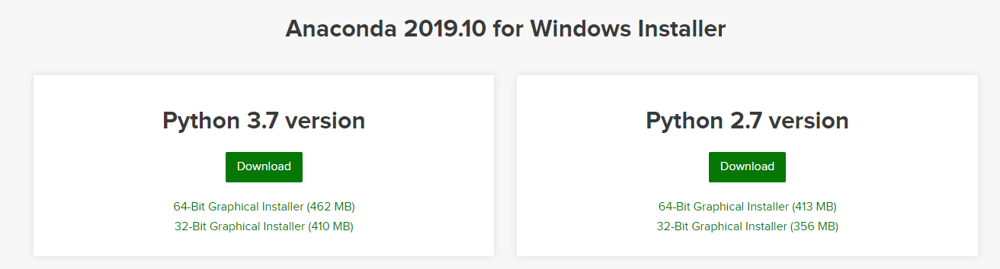 Anaconda 2019.10 for Windows Installer
Python 3.7 version
Download
64-Bit Graphical Installer (462 MB)
32-Bit Graphical Installer (410 MB)
Python 2.7 version
Download
64-Bit Graphical Installer (413 MB)
32-Bit Graphical Installer (356 MB)